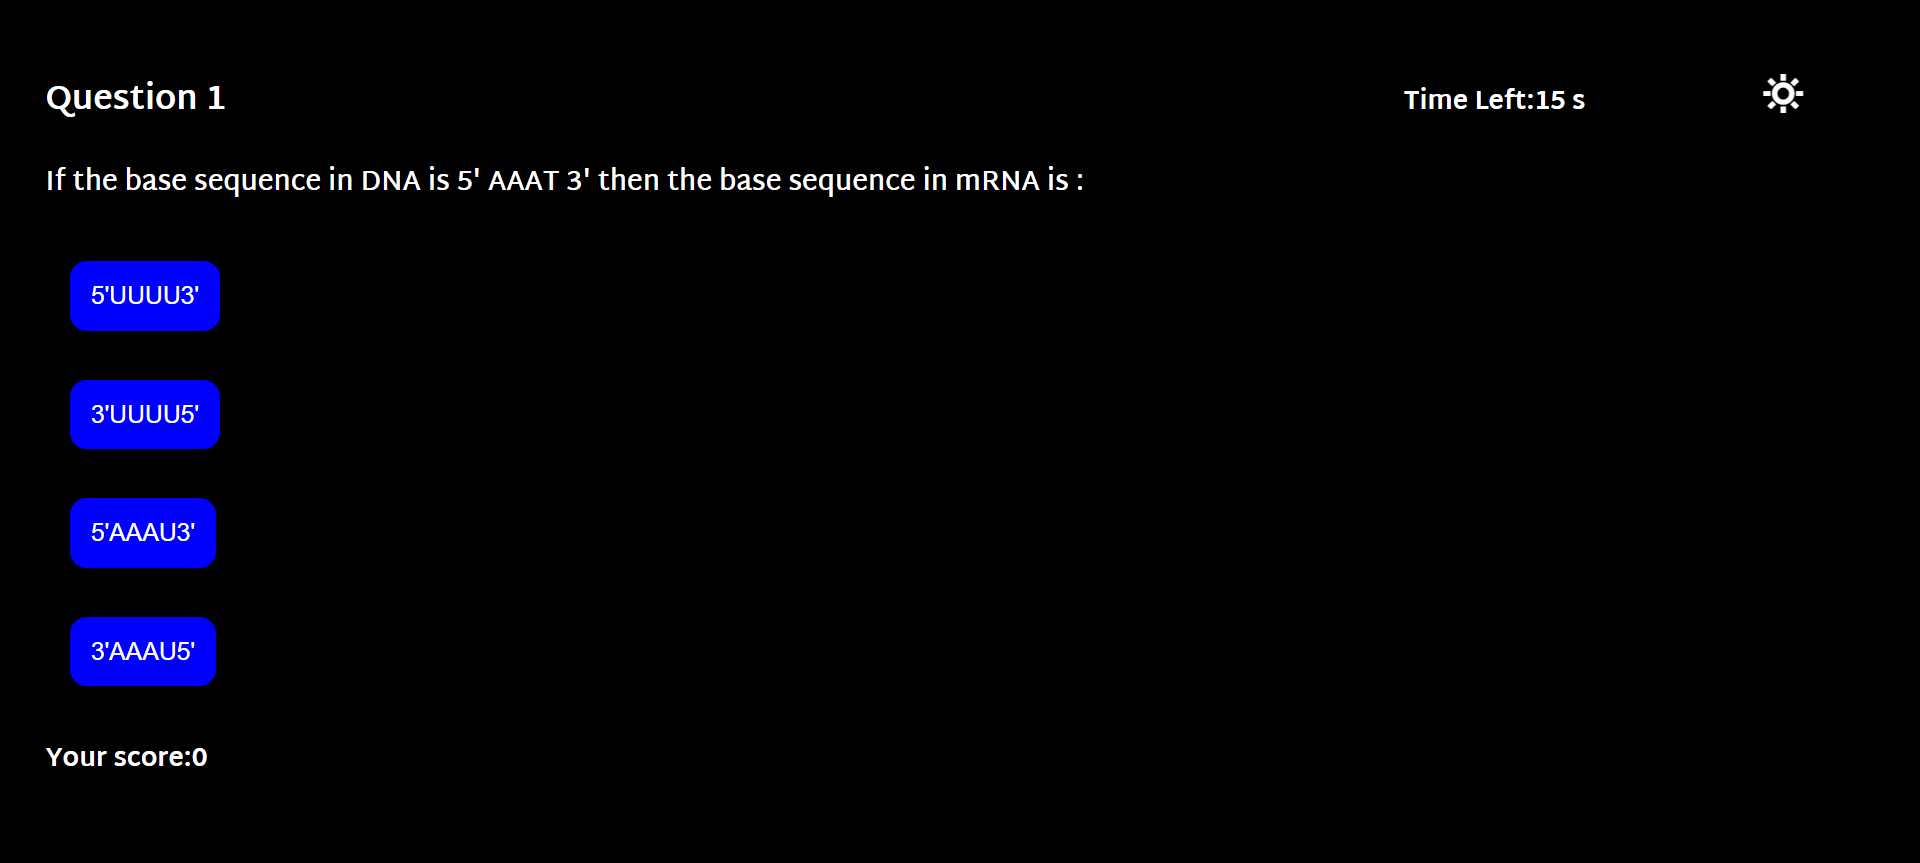 Question 1
Time Left:15 s
If the base sequence in DNA is 5' AAAT 3' then the base sequence in mRNA is :
5'UUUU3'
3'UUUU5'
5'AAAU3'
3'AAAU5'
Your score:0